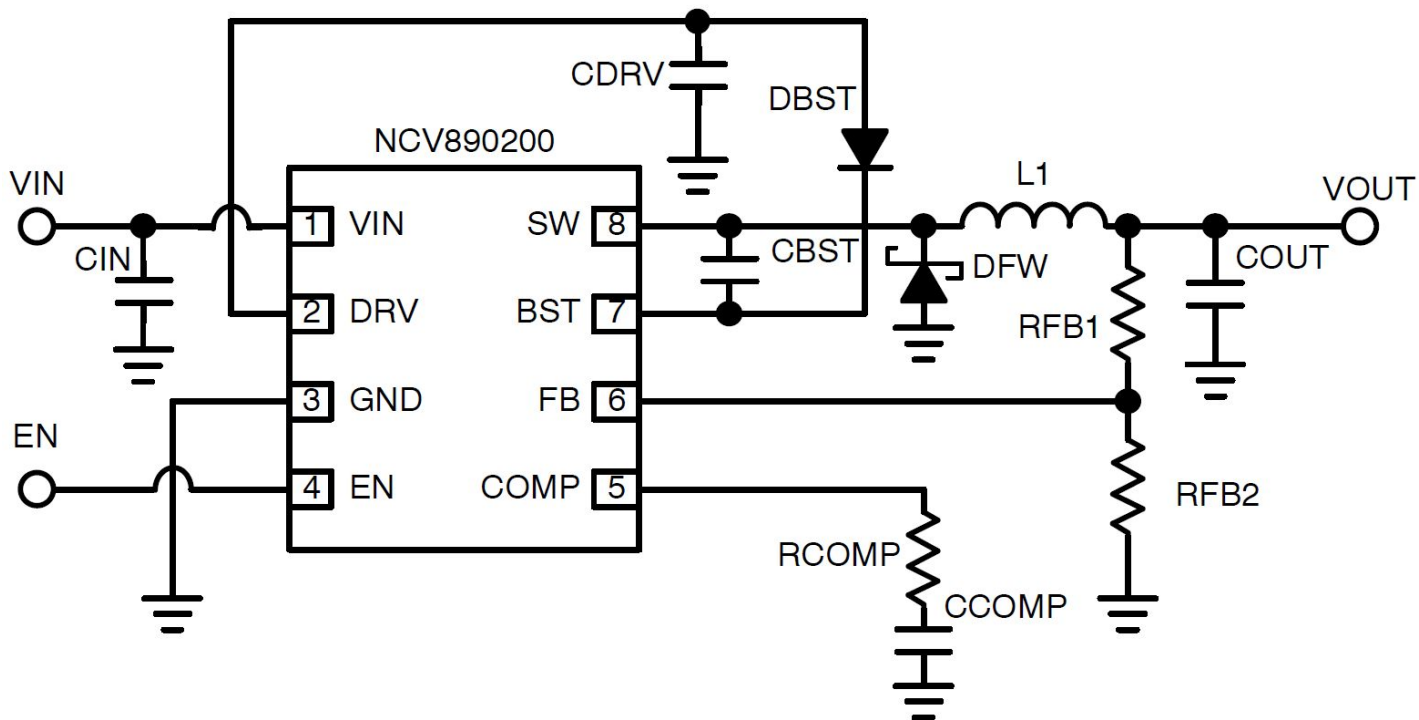 CDRV
DBST
NCV890200
VIN
L1
VOUT
1 VIN
SW 8
CIN
CBST
DFW
COUT
2 DRV
BST 7
RFB1
3 GND
FB 6
EN
4 EN
COMP 5
RFB2
RCOMP
CCOMP